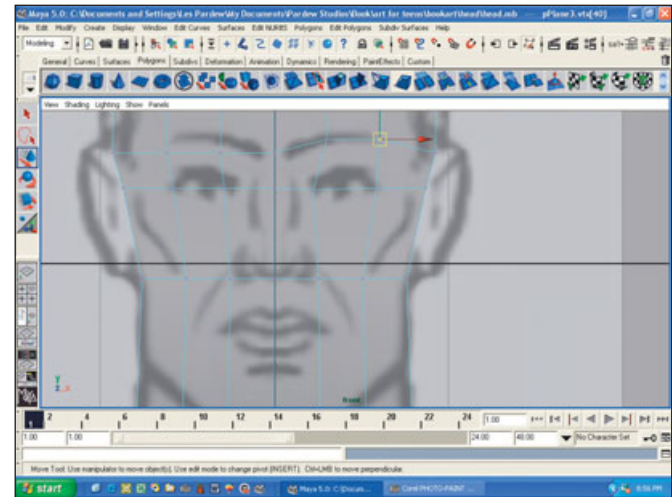 Maya 5.0: C:\Documents and Settings\Les Pardew\My Documents\Pardew Studios\Book\art for teens\bookart\head\head.mb --- pPlane3.vtx[40]
File Edit Modify Create Display Window Edit Curves Surfaces Edit NURBS Polygons Edit Polygons Subdiv Surfaces Help
Modeling
General Curves Surfaces Polygons Subdivs Deformation Animation Dynamics Rendering PaintEffects Custom
View Shading Lighting Show Panels
Y
Z X
front
2 4 6 8 10 12 14 16 18 20 22 24 1.00
1
1.00 1.00 24.00 48.00 No Character Set
Move Tool: Use manipulator to move object(s). Use edit mode to change pivot (INSERT). Ctrl+LMB to move perpendicular.
start Maya 5.0: C:\Docum... Corel PHOTO-PAINT ... 8:56 PM